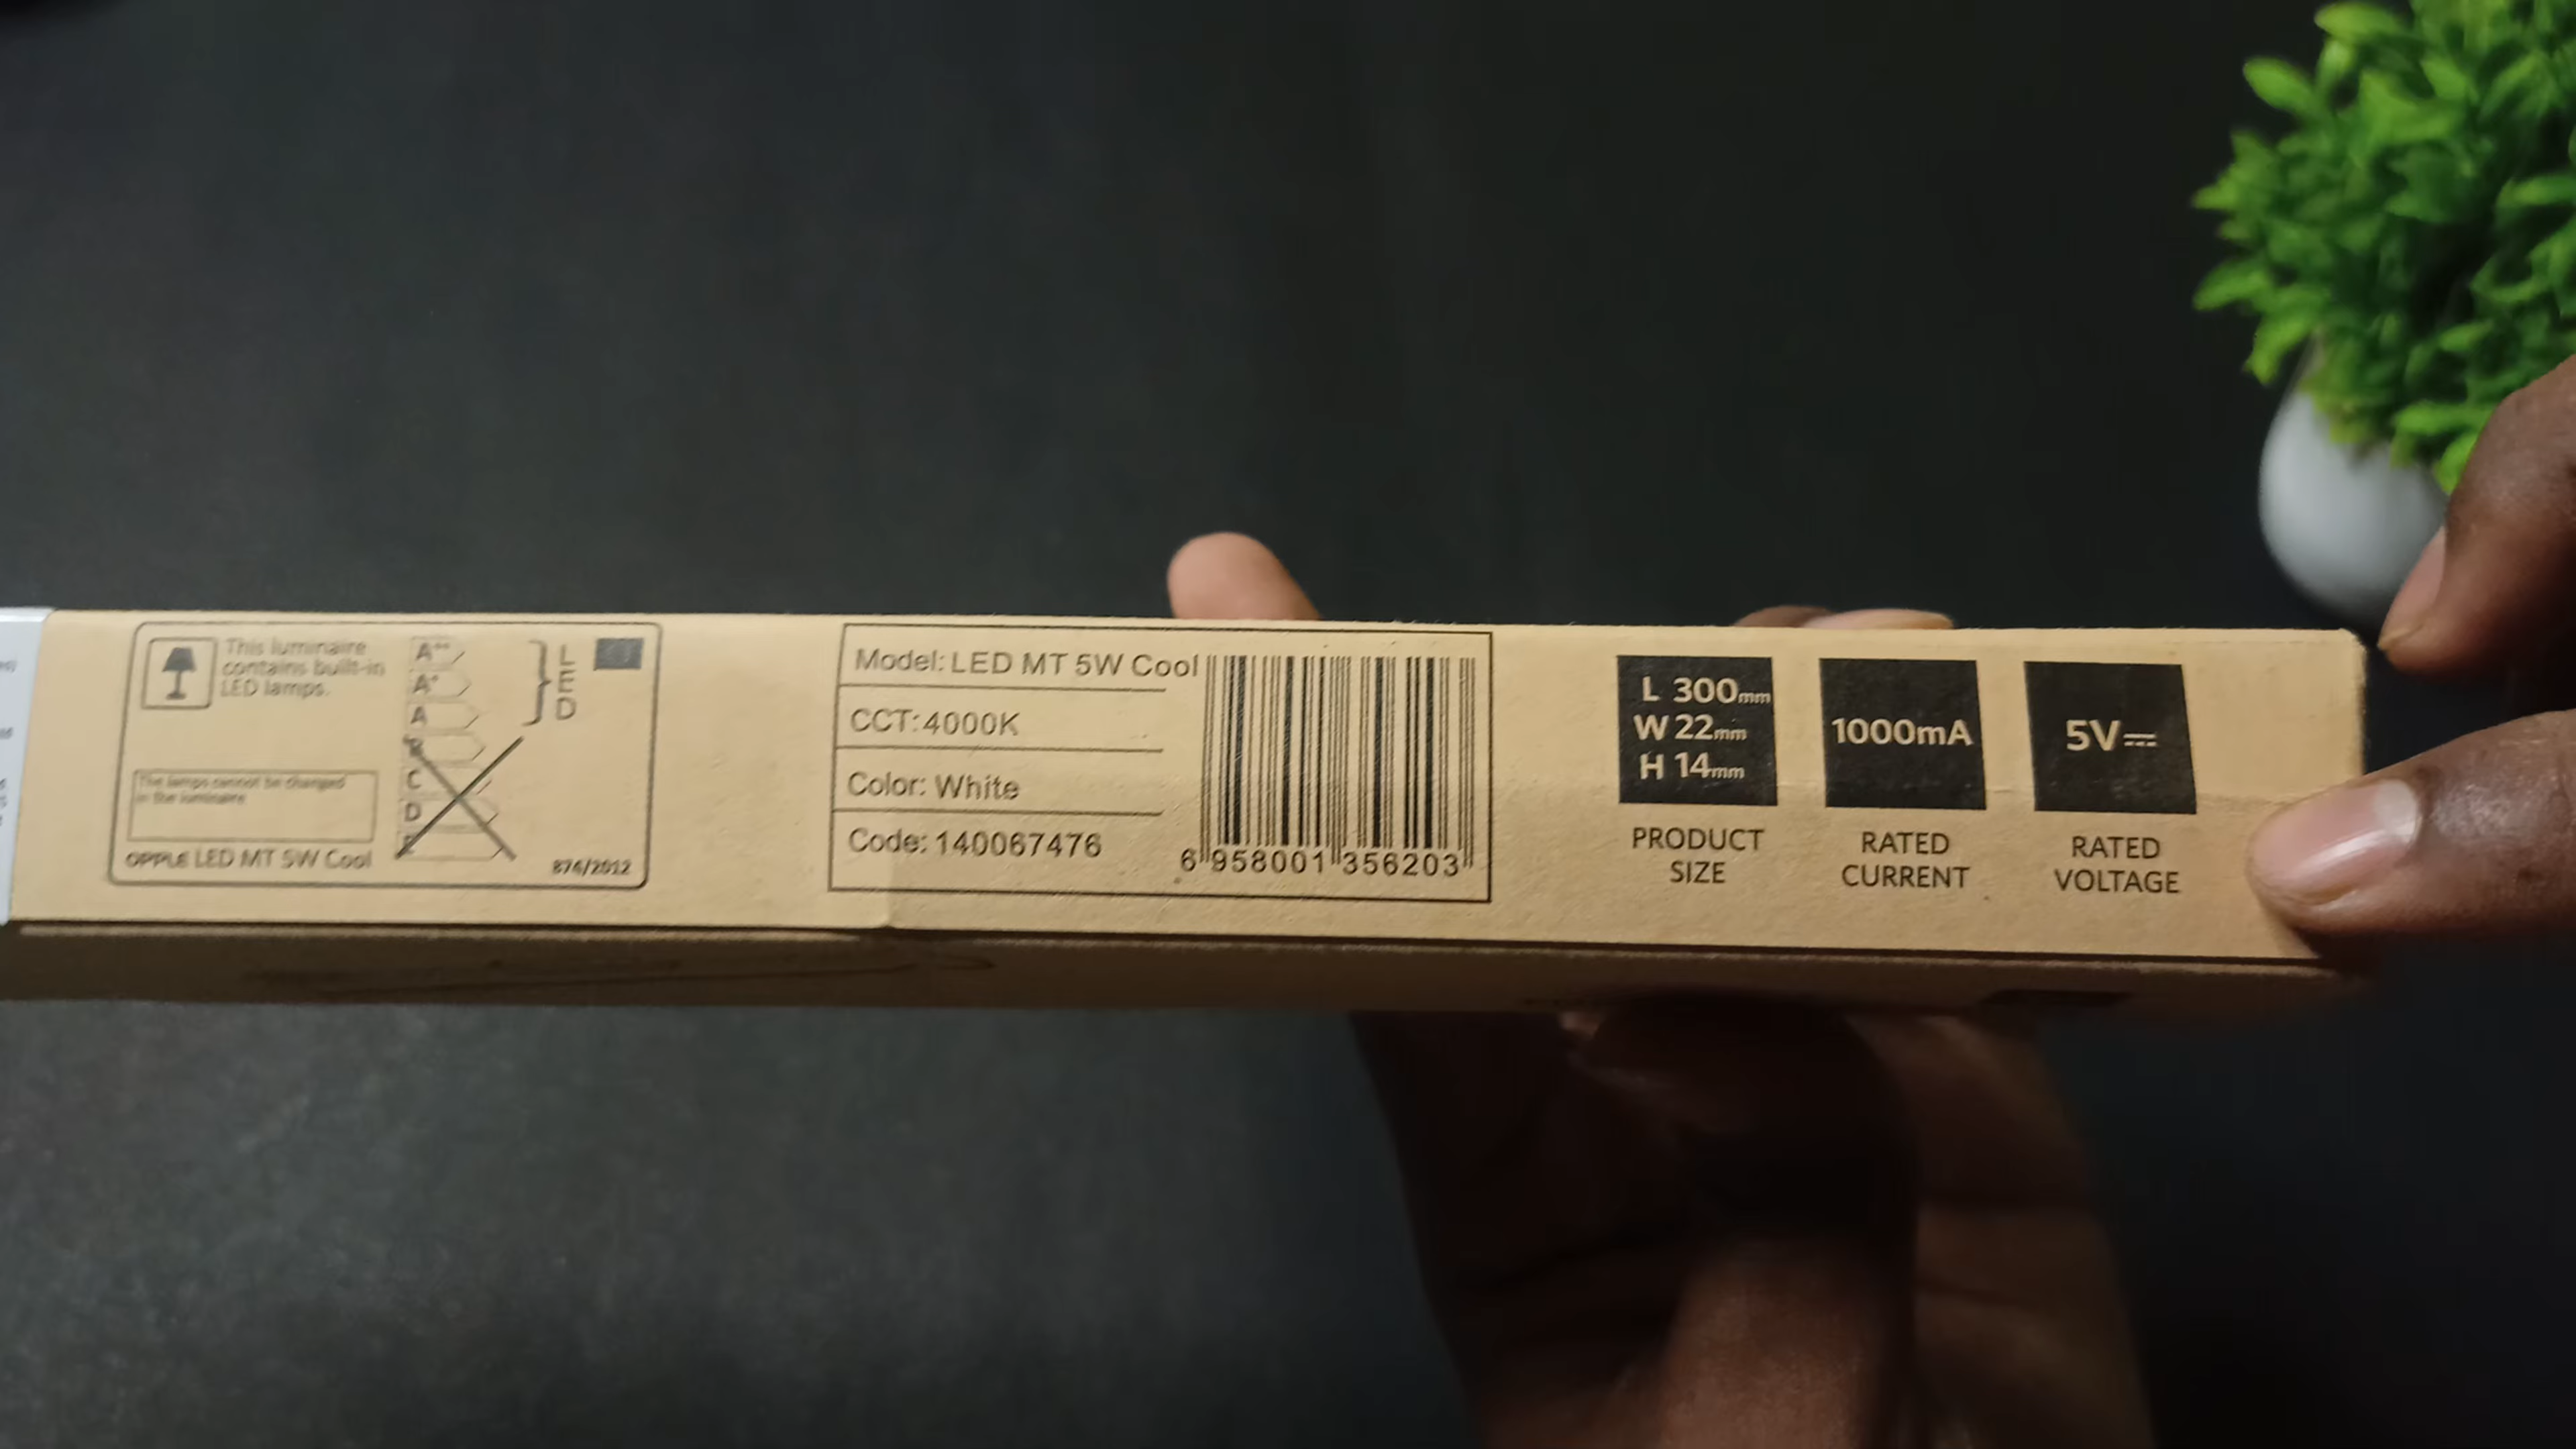 This luminaire
contains built-in
LED lamps.
A++
A+
A
B
C
D
E
LED
The lamps cannot be changed
in the luminaire
OPPLE LED MT 5W Cool
874/2012
Model: LED MT 5W Cool
CCT:4000K
Color: White
Code: 140067476
6 958001 356203
L 300mm
W 22mm
H 14mm
PRODUCT
SIZE
1000mA
RATED
CURRENT
5V
RATED
VOLTAGE